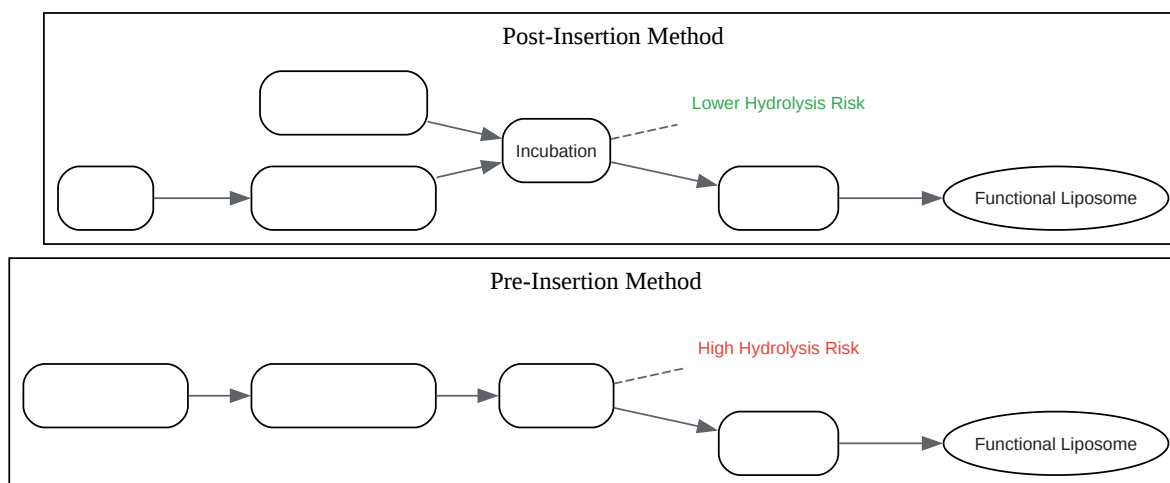 Post-Insertion Method
Lower Hydrolysis Risk
Incubation
Functional Liposome
Pre-Insertion Method
High Hydrolysis Risk
Functional Liposome